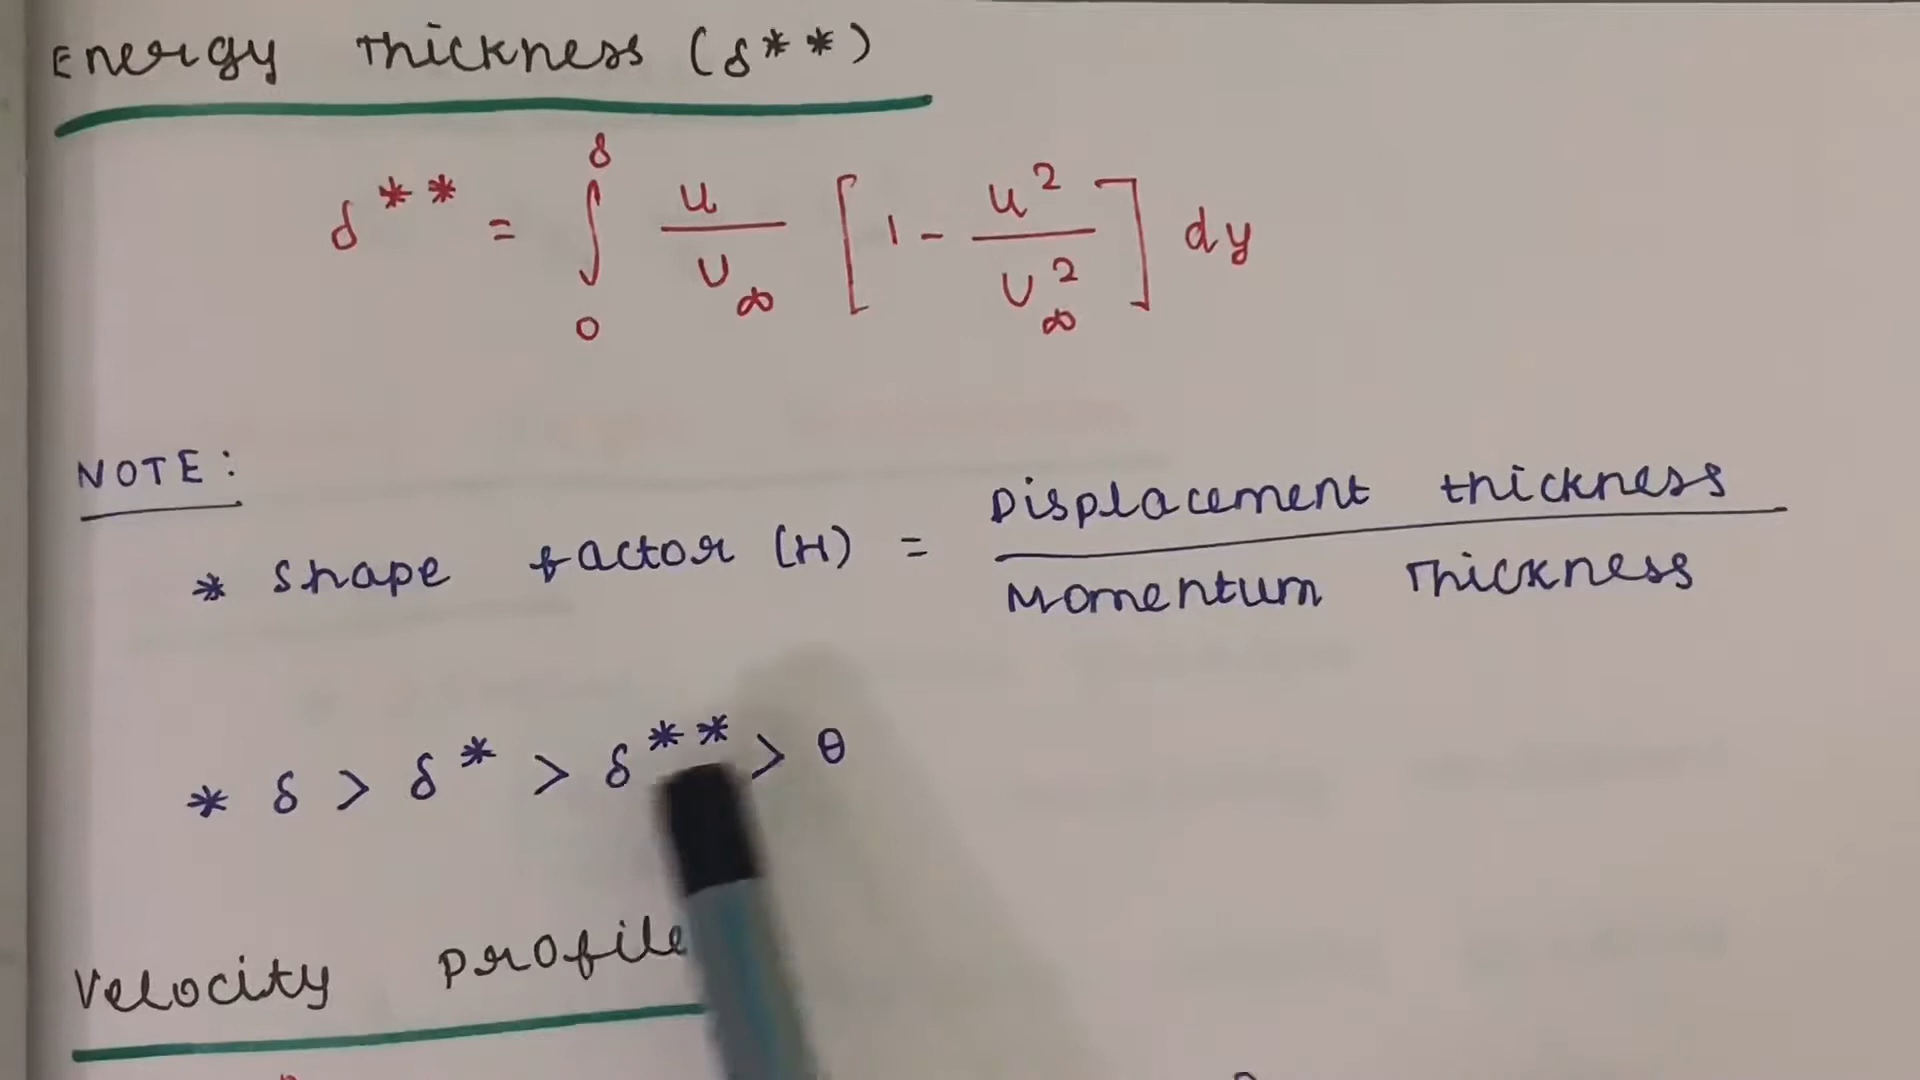 Energy Thickness (δ**)
δ** = ∫₀^δ u/U∞ [1 - u²/U∞²] dy
NOTE:
* Shape factor (H) = Displacement thickness / Momentum Thickness
* δ > δ* > δ** > θ
Velocity Profile